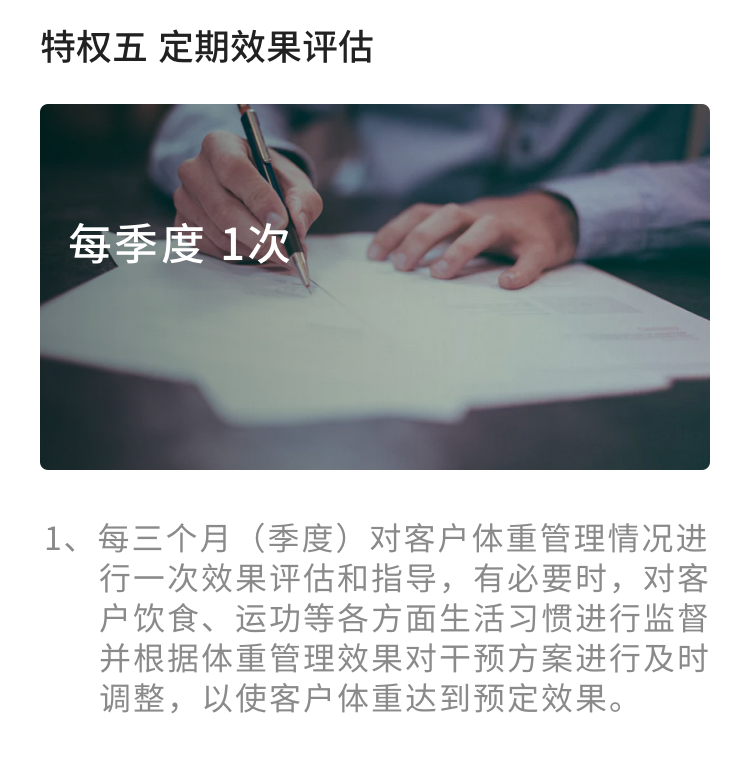 特权五 定期效果评估
每季度 1次
1、每三个月（季度）对客户体重管理情况进
行一次效果评估和指导，有必要时，对客
户饮食、运功等各方面生活习惯进行监督
并根据体重管理效果对干预方案进行及时
调整，以使客户体重达到预定效果。